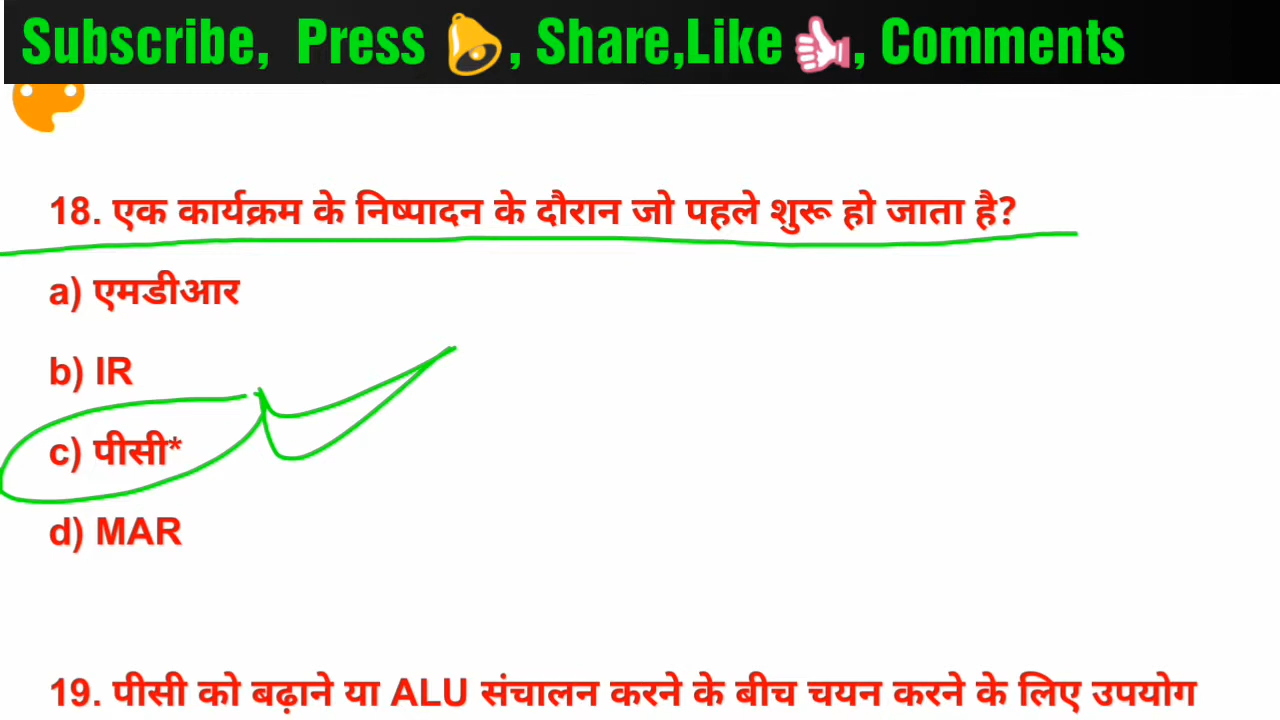 Subscribe, Press 🔔, Share,Like 👍, Comments
18. एक कार्यक्रम के निष्पादन के दौरान जो पहले शुरू हो जाता है?
a) एमडीआर
b) IR
c) पीसी*
d) MAR
19. पीसी को बढ़ाने या ALU संचालन करने के बीच चयन करने के लिए उपयोग